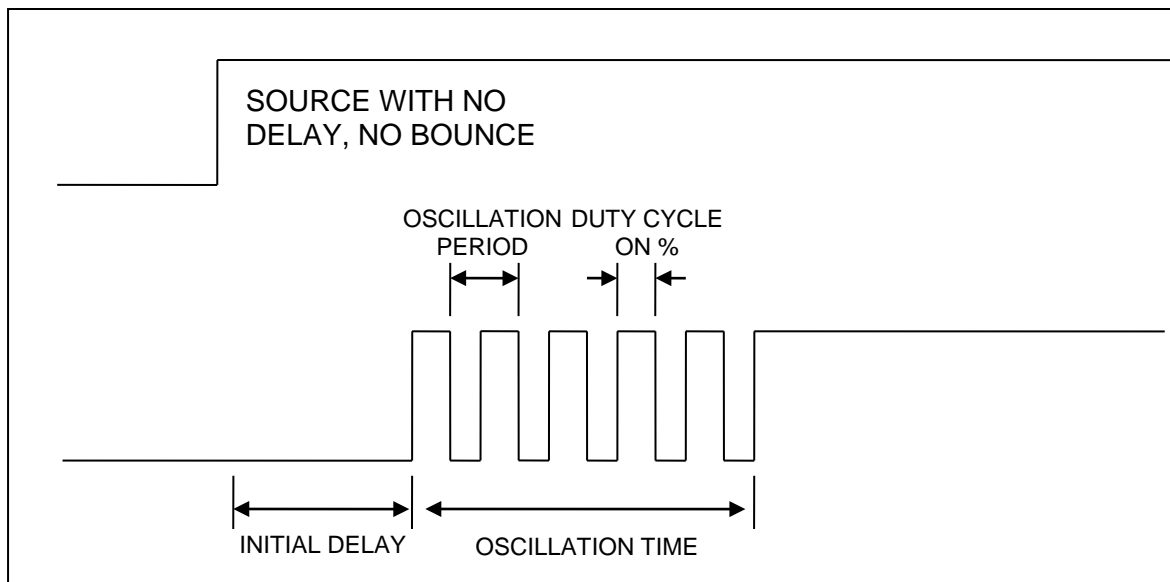 SOURCE WITH NO
DELAY, NO BOUNCE
OSCILLATION
PERIOD
DUTY CYCLE
ON %
INITIAL DELAY
OSCILLATION TIME